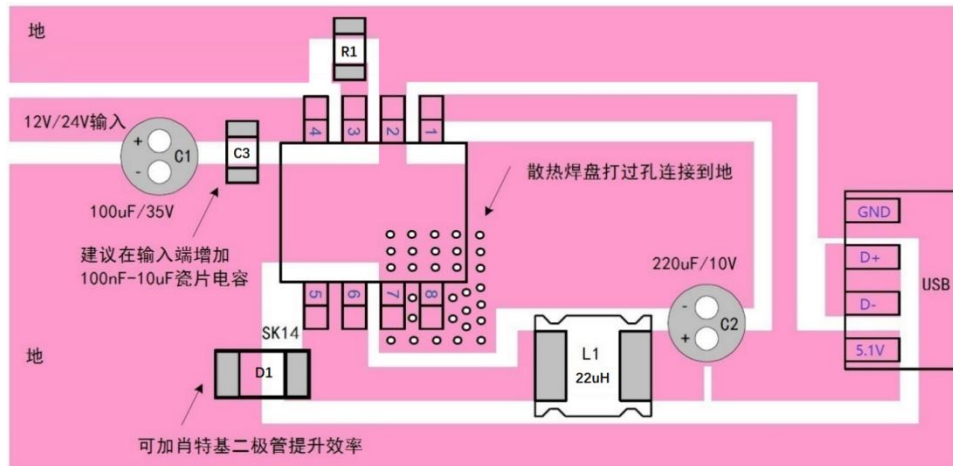 地
R1
12V/24V输入
4 3 2 1
+
C1
-
C3
100uF/35V
散热焊盘打过孔连接到地
GND
建议在输入端增加
100nF-10uF瓷片电容
D+
220uF/10V
USB
5 6 7 8
D-
-
C2
+
SK14
5.1V
地
L1
22uH
D1
可加肖特基二极管提升效率